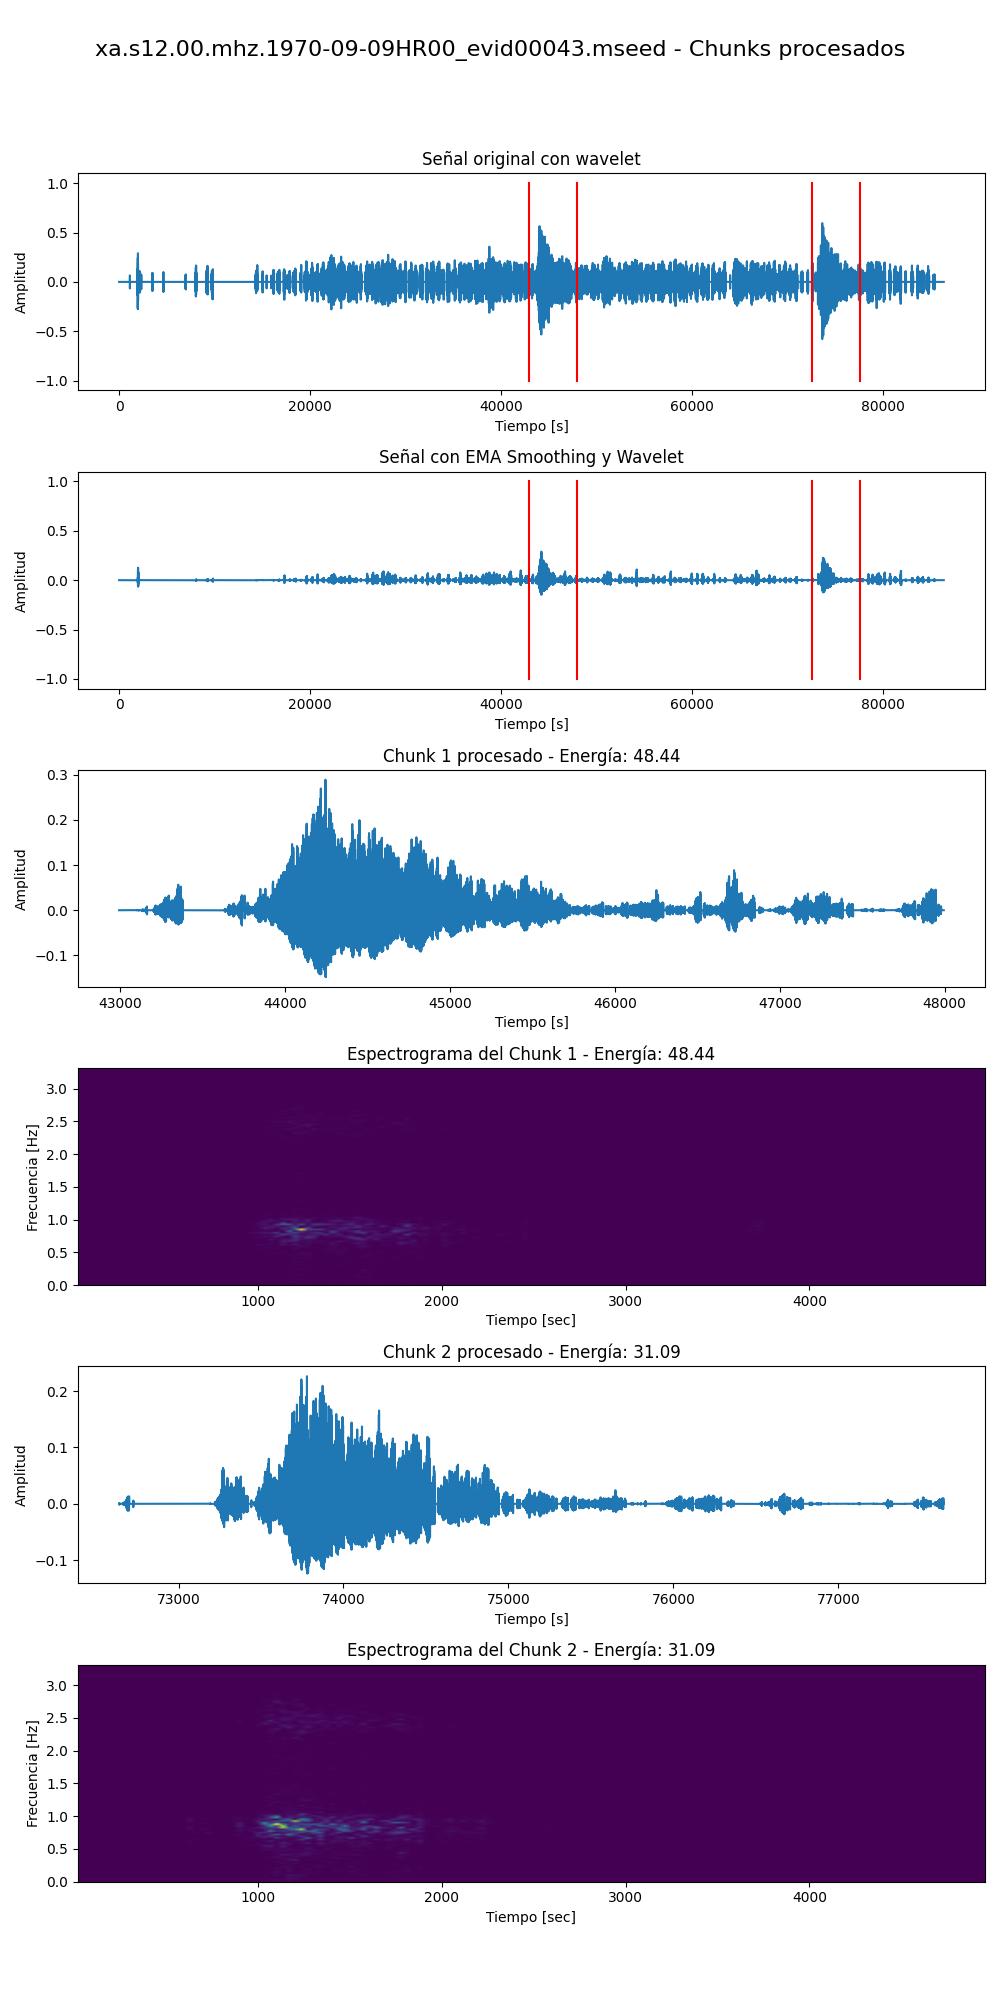 xa.s12.00.mhz.1970-09-09HR00_evid00043.mseed - Chunks procesados
Señal original con wavelet
Amplitud
1.0
0.5
0.0
−0.5
−1.0
0 20000 40000 60000 80000
Tiempo [s]
Señal con EMA Smoothing y Wavelet
Amplitud
1.0
0.5
0.0
−0.5
−1.0
0 20000 40000 60000 80000
Tiempo [s]
Chunk 1 procesado - Energía: 48.44
Amplitud
0.3
0.2
0.1
0.0
−0.1
43000 44000 45000 46000 47000 48000
Tiempo [s]
Espectrograma del Chunk 1 - Energía: 48.44
Frecuencia [Hz]
3.0
2.5
2.0
1.5
1.0
0.5
0.0
1000 2000 3000 4000
Tiempo [sec]
Chunk 2 procesado - Energía: 31.09
Amplitud
0.2
0.1
0.0
−0.1
73000 74000 75000 76000 77000
Tiempo [s]
Espectrograma del Chunk 2 - Energía: 31.09
Frecuencia [Hz]
3.0
2.5
2.0
1.5
1.0
0.5
0.0
1000 2000 3000 4000
Tiempo [sec]